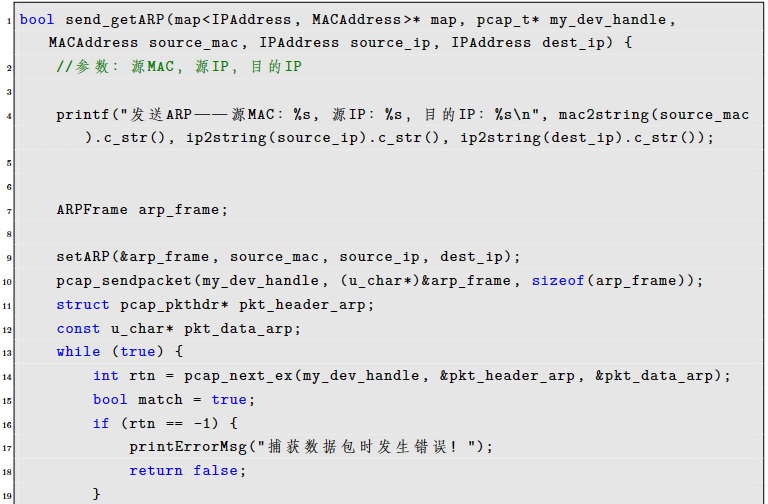 1 bool send_getARP(map<IPAddress, MACAddress>* map, pcap_t* my_dev_handle,
MACAddress source_mac, IPAddress source_ip, IPAddress dest_ip) {
2 //参数：源MAC，源IP，目的IP
3
4 printf("发送ARP——源MAC：%s，源IP：%s，目的IP：%s\n", mac2string(source_mac
).c_str(), ip2string(source_ip).c_str(), ip2string(dest_ip).c_str());
5
6
7 ARPFrame arp_frame;
8
9 setARP(&arp_frame, source_mac, source_ip, dest_ip);
10 pcap_sendpacket(my_dev_handle, (u_char*)&arp_frame, sizeof(arp_frame));
11 struct pcap_pkthdr* pkt_header_arp;
12 const u_char* pkt_data_arp;
13 while (true) {
14 int rtn = pcap_next_ex(my_dev_handle, &pkt_header_arp, &pkt_data_arp);
15 bool match = true;
16 if (rtn == -1) {
17 printErrorMsg("捕获数据包时发生错误！");
18 return false;
19 }